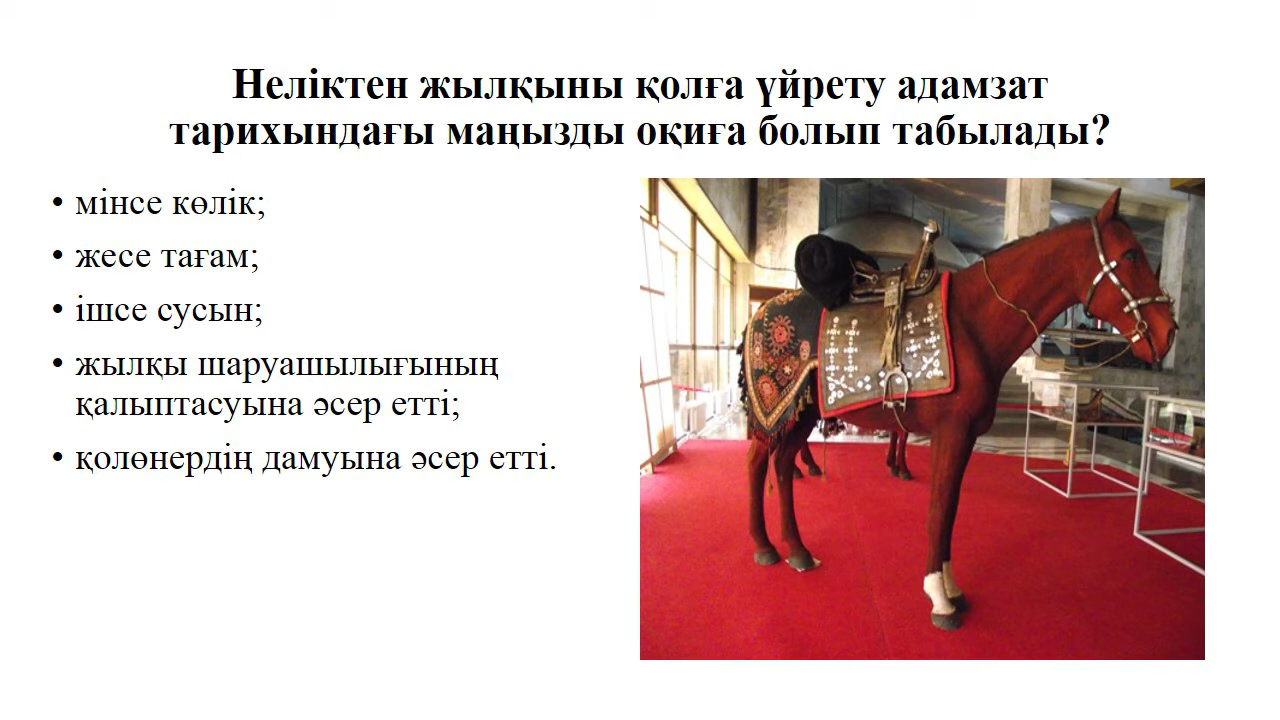 Неліктен жылқыны қолға үйрету адамзат
тарихындағы маңызды оқиға болып табылады?
• мінсе көлік;
• жесе тағам;
• ішсе сусын;
• жылқы шаруашылығының
қалыптасуына әсер етті;
• қолөнердің дамуына әсер етті.